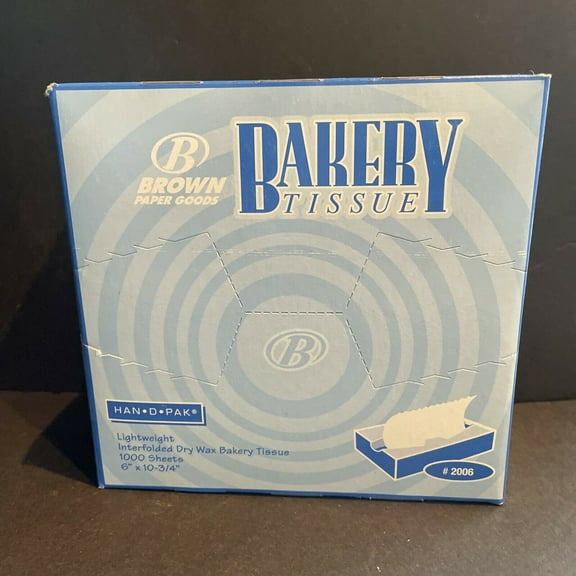 B
BROWN
PAPER GOODS
BAKERY
TISSUE
B
HAN•D•PAK®
Lightweight
Interfolded Dry Wax Bakery Tissue
1000 Sheets
6" x 10-3/4"
# 2006